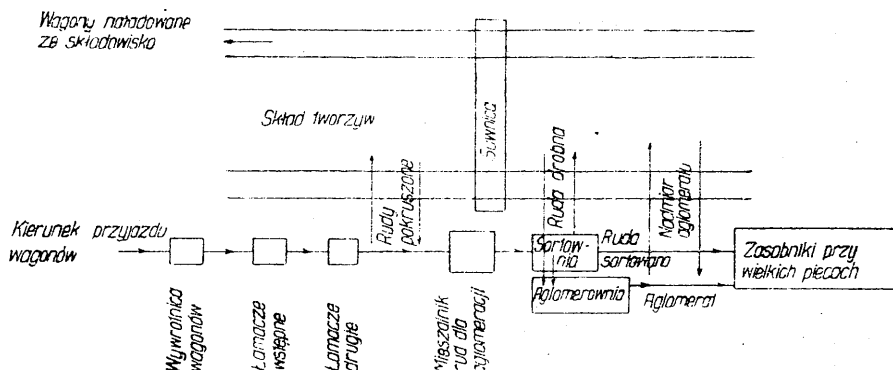 Wagony naładowane
ze składowiska
Skład tworzyw
Suwnica
Rudy
pokruszone
Ruda drobna
Nadmiar
aglomeratu
Kierunek przyjazdu
wagonów
Sortow-
nia
Ruda
sortowana
Zasobniki przy
wielkich piecach
Aglomerownia
Aglomerat
Wywrotnica
wagonów
Łamacze
wstępne
Łamacze
drugie
Mieszalnik
rud dla
aglomeracji